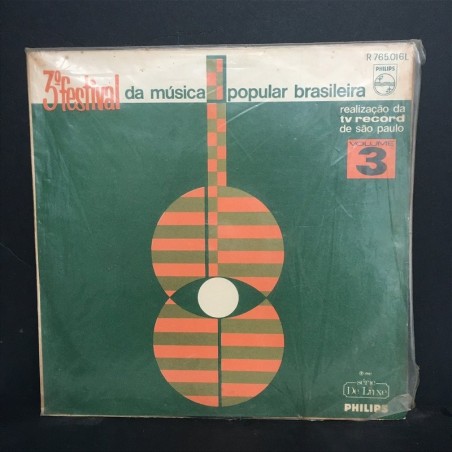 R 765.016 L
PHILIPS
3º festival da música popular brasileira
realização da
tv record
de são paulo
VOLUME
3
série
De Luxe
PHILIPS